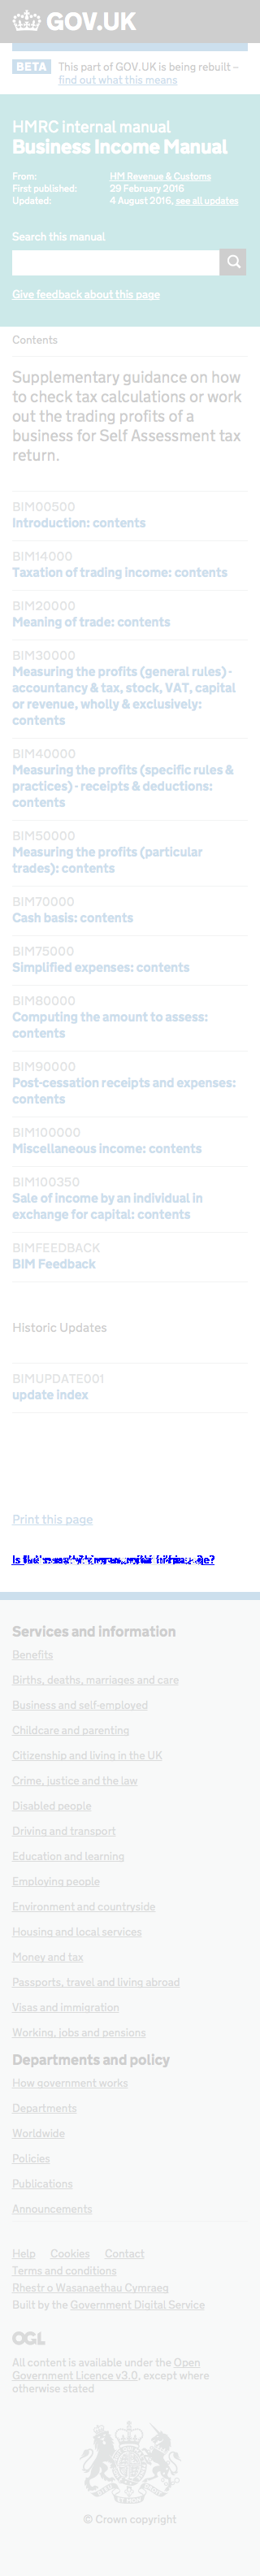 GOV.UK
BETA This part of GOV.UK is being rebuilt –
find out what this means
HMRC internal manual
Business Income Manual
From: HM Revenue & Customs
First published: 29 February 2016
Updated: 4 August 2016, see all updates
Search this manual
Give feedback about this page
Contents
Supplementary guidance on how
to check tax calculations or work
out the trading profits of a
business for Self Assessment tax
return.
BIM00500
Introduction: contents
BIM14000
Taxation of trading income: contents
BIM20000
Meaning of trade: contents
BIM30000
Measuring the profits (general rules) -
accountancy & tax, stock, VAT, capital
or revenue, wholly & exclusively:
contents
BIM40000
Measuring the profits (specific rules &
practices) - receipts & deductions:
contents
BIM50000
Measuring the profits (particular
trades): contents
BIM70000
Cash basis: contents
BIM75000
Simplified expenses: contents
BIM80000
Computing the amount to assess:
contents
BIM90000
Post-cessation receipts and expenses:
contents
BIM100000
Miscellaneous income: contents
BIM100350
Sale of income by an individual in
exchange for capital: contents
BIMFEEDBACK
BIM Feedback
Historic Updates
BIMUPDATE001
update index
Print this page
Is
Services and information
Benefits
Births, deaths, marriages and care
Business and self-employed
Childcare and parenting
Citizenship and living in the UK
Crime, justice and the law
Disabled people
Driving and transport
Education and learning
Employing people
Environment and countryside
Housing and local services
Money and tax
Passports, travel and living abroad
Visas and immigration
Working, jobs and pensions
Departments and policy
How government works
Departments
Worldwide
Policies
Publications
Announcements
Help Cookies Contact
Terms and conditions
Rhestr o Wasanaethau Cymraeg
Built by the Government Digital Service
OGL
All content is available under the Open
Government Licence v3.0, except where
otherwise stated
© Crown copyright